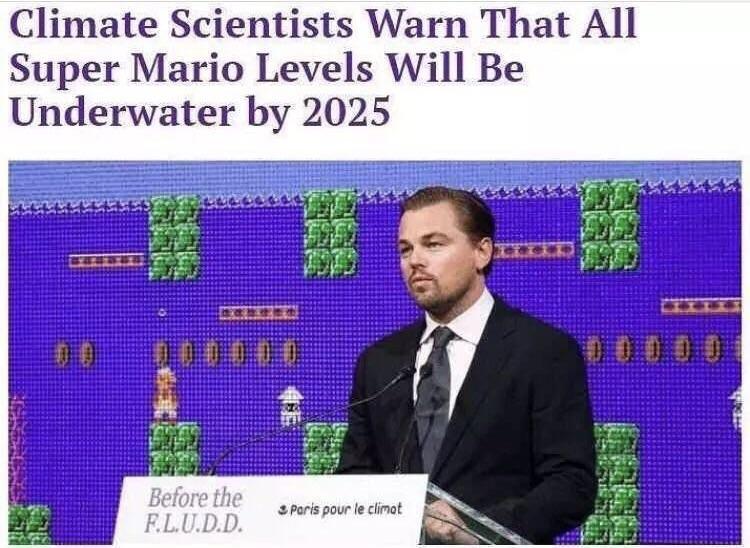 Climate Scientists Warn That All
Super Mario Levels Will Be
Underwater by 2025
Before the
F.L.U.D.D.
Paris pour le climat